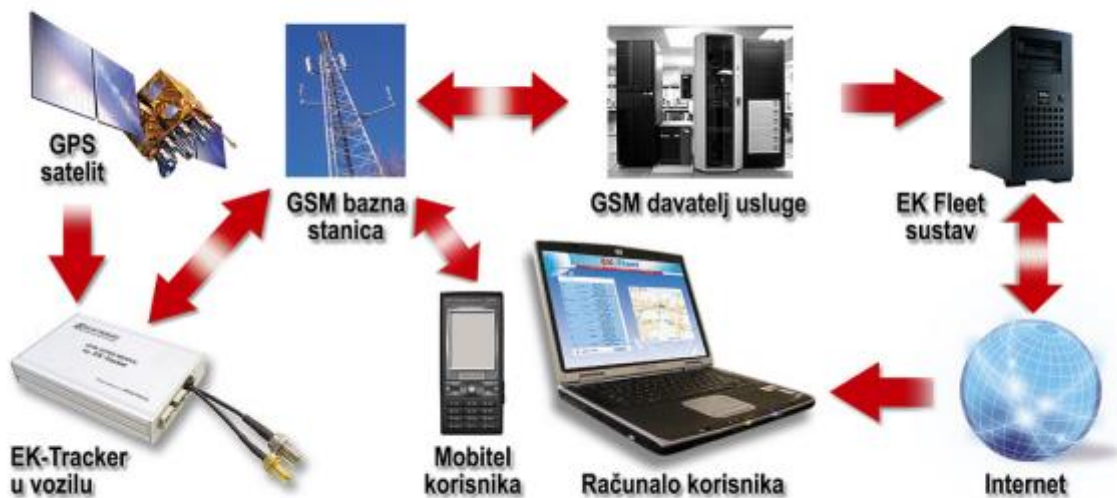 GPS
satelit
GSM bazna
stanica
GSM davatelj usluge
EK Fleet
sustav
EK-Tracker
u vozilu
Mobitel
korisnika
Računalo korisnika
Internet